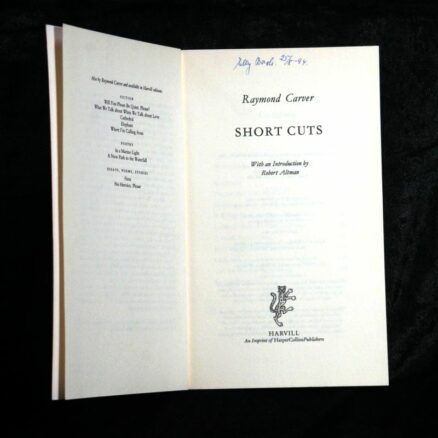 Also by Raymond Carver and available in Harvill editions
FICTION
Will You Please Be Quiet, Please?
What We Talk About When We Talk About Love
Cathedral
Elephant
Where I'm Calling From
POETRY
In a Marine Light
A New Path to the Waterfall
ESSAYS, POEMS, STORIES
Fires
No Heroics, Please
Raymond Carver
SHORT CUTS
With an Introduction by
Robert Altman
HARVILL
An Imprint of HarperCollinsPublishers